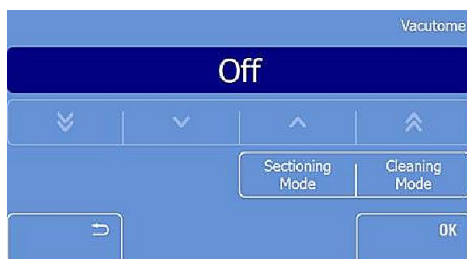 Vacutome
Off
Sectioning Mode
Cleaning Mode
OK